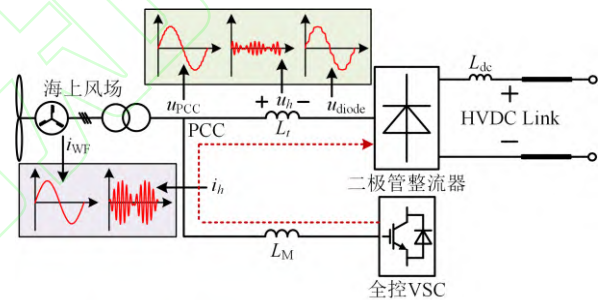 L_dc
海上风场
u_PCC
+ u_h −
u_diode
+
HVDC Link
−
PCC
L_t
i_WF
二极管整流器
i_h
L_M
全控VSC